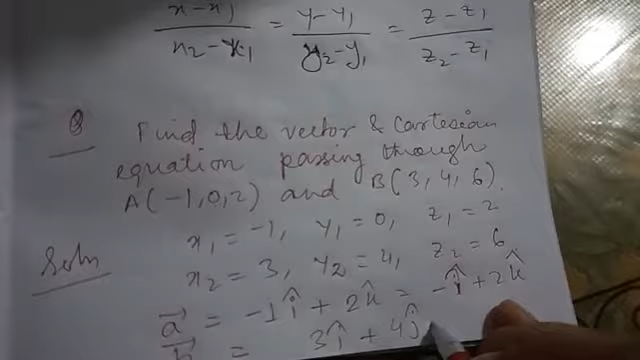 x-x₁/x₂-x₁ = y-y₁/y₂-y₁ = z-z₁/z₂-z₁
Q Find the vector & Cartesian
equation passing through
A(-1,0,2) and B(3,4,6).
Soln x₁ = -1, y₁ = 0, z₁ = 2
x₂ = 3, y₂ = 4, z₂ = 6
a⃗ = -1î + 2k̂ = -î + 2k̂
b⃗ = 3î + 4ĵ